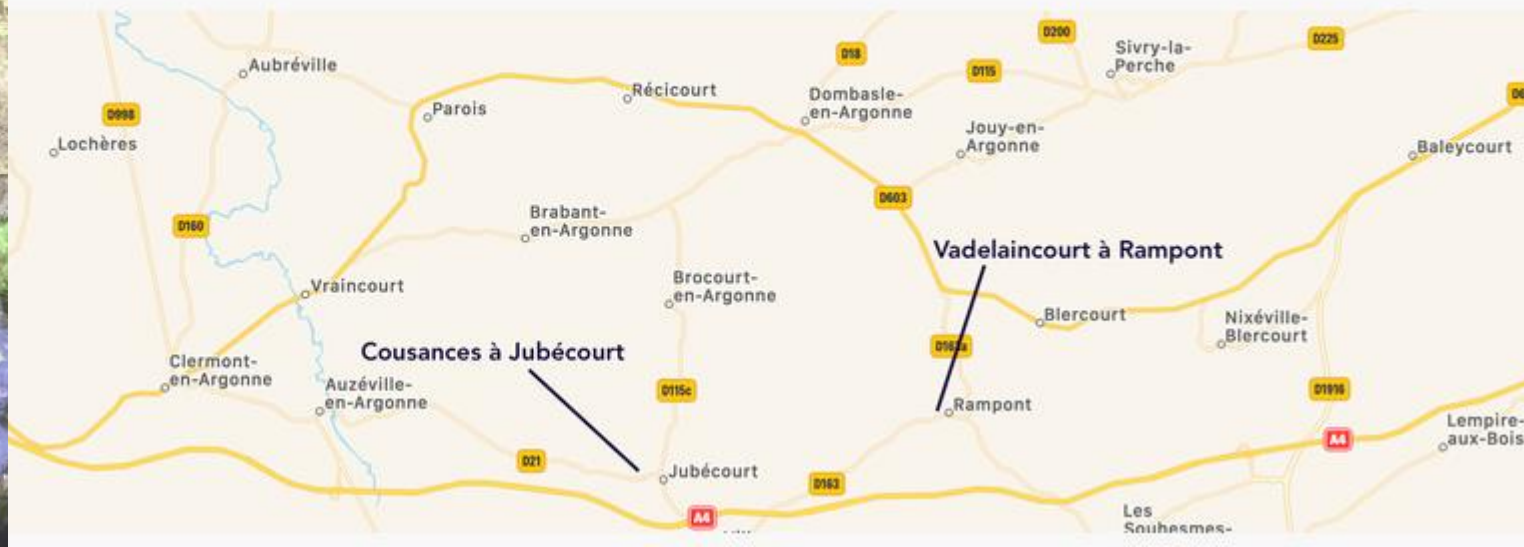 D200
Sivry-la-
Perche
D225
Aubréville
D18
D115
Récicourt
Dombasle-
en-Argonne
D998
Parois
Lochères
Jouy-en-
Argonne
Baleycourt
D603
Brabant-
en-Argonne
D160
Vadelaincourt à Rampont
Vraincourt
Brocourt-
en-Argonne
Blercourt
Nixéville-
Blercourt
Cousances à Jubécourt
Clermont-
en-Argonne
Auzéville-
en-Argonne
D115c
D1916
Rampont
Lempire-
aux-Bois
A4
D21
Jubécourt
D163
A4
Les
Souhesmes-